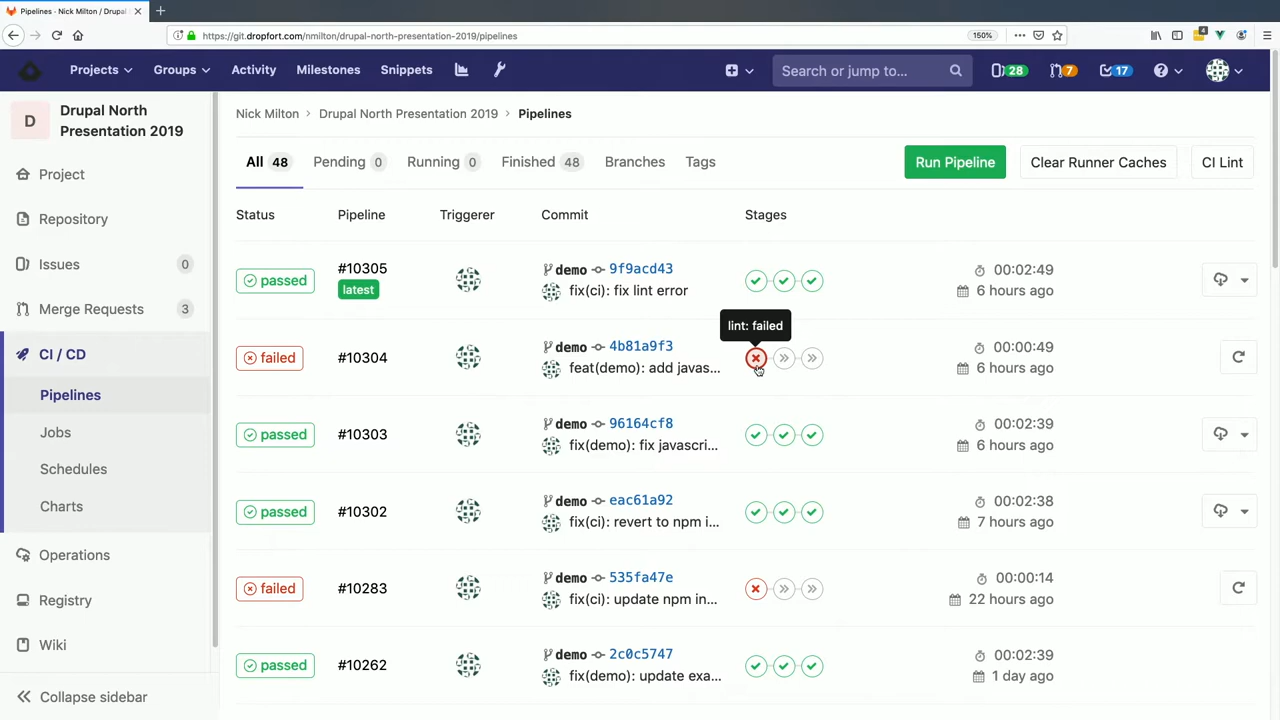 Pipelines · Nick Milton / Drupal
https://git.dropfort.com/nmilton/drupal-north-presentation-2019/pipelines
150%
4
Projects
Groups
Activity
Milestones
Snippets
Search or jump to...
28
7
17
D
Drupal North
Presentation 2019
Project
Repository
Issues
0
Merge Requests
3
CI / CD
Pipelines
Jobs
Schedules
Charts
Operations
Registry
Wiki
Collapse sidebar
Nick Milton > Drupal North Presentation 2019 > Pipelines
All 48
Pending 0
Running 0
Finished 48
Branches
Tags
Run Pipeline
Clear Runner Caches
CI Lint
Status Pipeline Triggerer Commit Stages
passed
#10305
latest
demo 9f9acd43
fix(ci): fix lint error
00:02:49
6 hours ago
lint: failed
failed
#10304
demo 4b81a9f3
feat(demo): add javas...
00:00:49
6 hours ago
passed
#10303
demo 96164cf8
fix(demo): fix javascri...
00:02:39
6 hours ago
passed
#10302
demo eac61a92
fix(ci): revert to npm i...
00:02:38
7 hours ago
failed
#10283
demo 535fa47e
fix(ci): update npm in...
00:00:14
22 hours ago
passed
#10262
demo 2c0c5747
fix(demo): update exa...
00:02:39
1 day ago